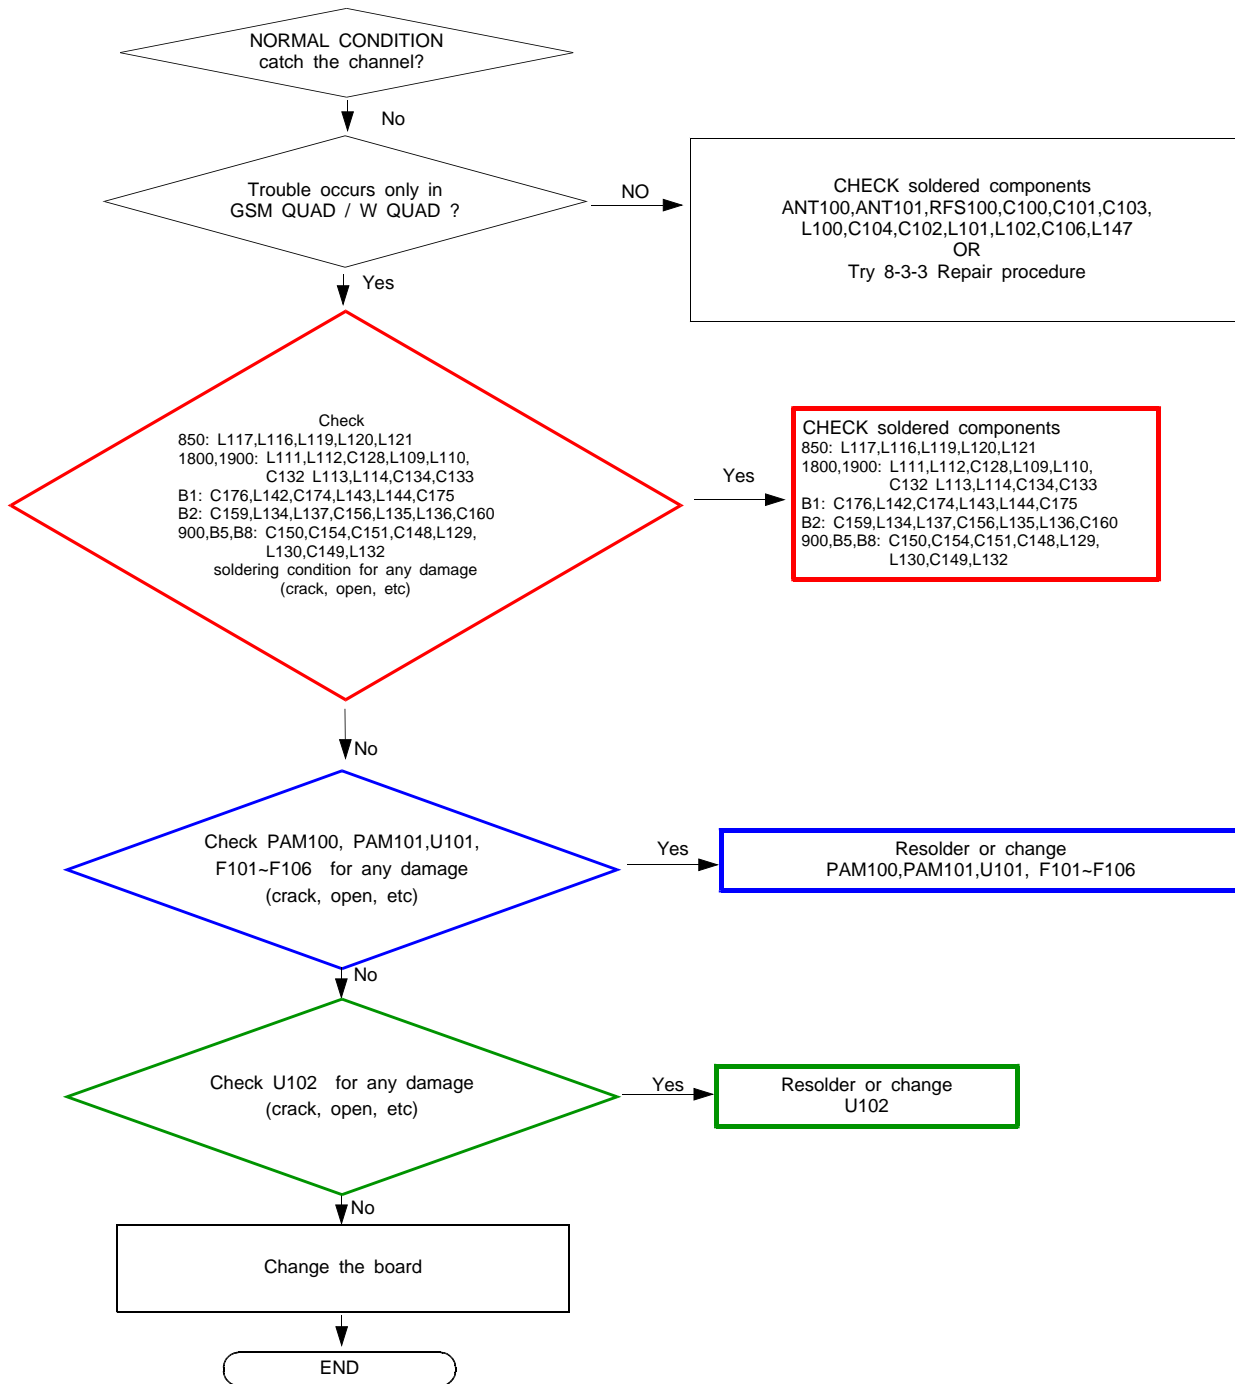 NORMAL CONDITION
catch the channel?
No
Trouble occurs only in
GSM QUAD / W QUAD ?
NO
CHECK soldered components
ANT100,ANT101,RFS100,C100,C101,C103,
L100,C104,C102,L101,L102,C106,L147
OR
Try 8-3-3 Repair procedure
Yes
Check
850: L117,L116,L119,L120,L121
1800,1900: L111,L112,C128,L109,L110,
C132 L113,L114,C134,C133
B1: C176,L142,C174,L143,L144,C175
B2: C159,L134,L137,C156,L135,L136,C160
900,B5,B8: C150,C154,C151,C148,L129,
L130,C149,L132
soldering condition for any damage
(crack, open, etc)
Yes
CHECK soldered components
850: L117,L116,L119,L120,L121
1800,1900: L111,L112,C128,L109,L110,
C132 L113,L114,C134,C133
B1: C176,L142,C174,L143,L144,C175
B2: C159,L134,L137,C156,L135,L136,C160
900,B5,B8: C150,C154,C151,C148,L129,
L130,C149,L132
No
Check PAM100, PAM101,U101,
F101~F106 for any damage
(crack, open, etc)
Yes
Resolder or change
PAM100,PAM101,U101, F101~F106
No
Check U102 for any damage
(crack, open, etc)
Yes
Resolder or change
U102
No
Change the board
END